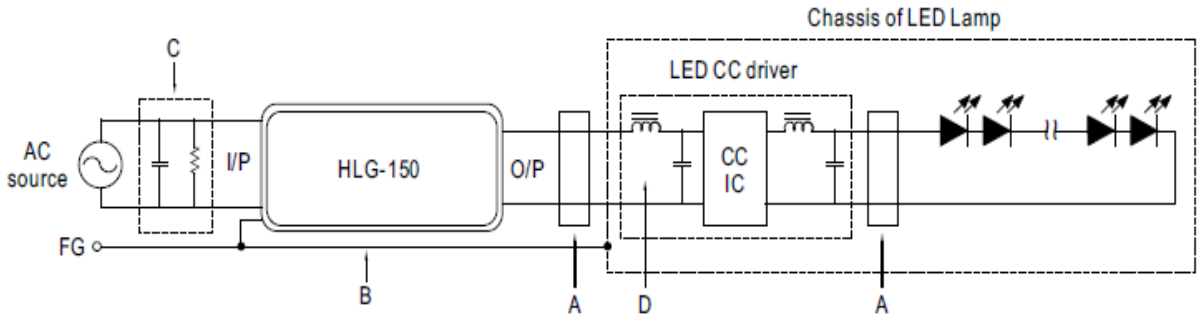 Chassis of LED Lamp
C
LED CC driver
AC
source
I/P
HLG-150
O/P
CC
IC
FG
B
A
D
A